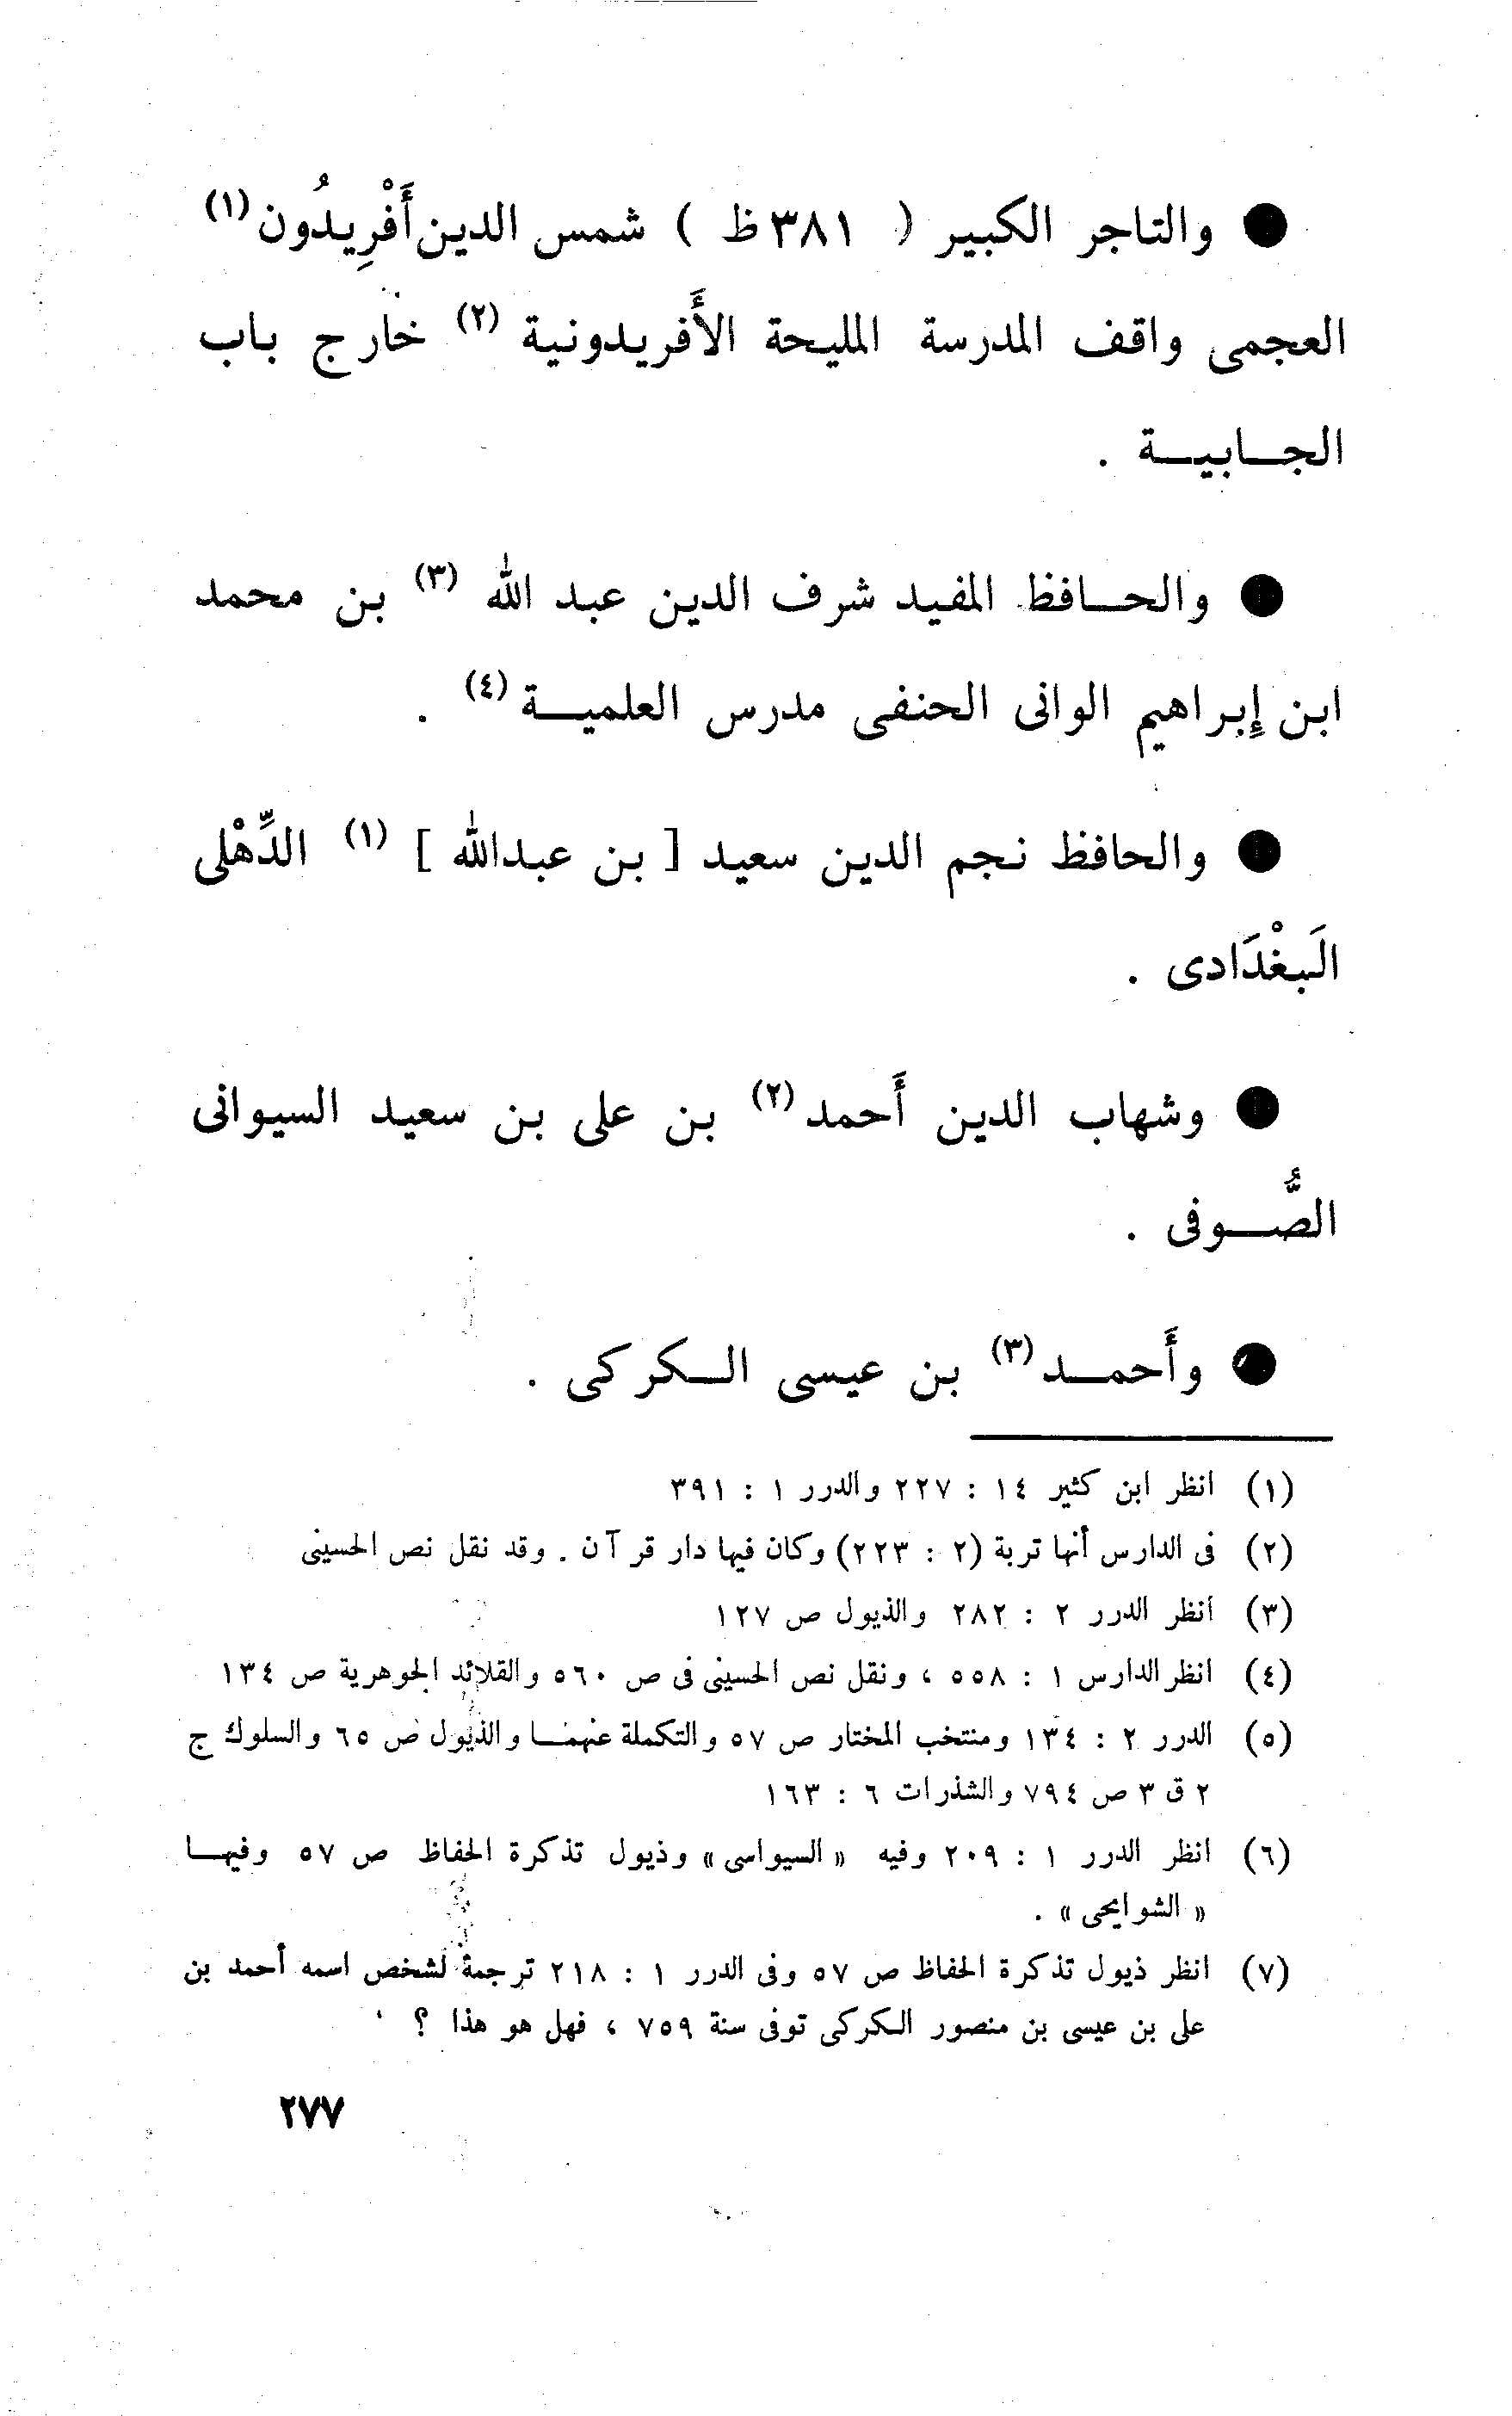 ● والتاجر الكبير ( ٣٨١ ظ ) شمس الدين أَفْرِيدُون (١)
العجمى واقف المدرسة المليحة الأَفريدونية (٢) خارج باب
الجـابيـة .
● والحـافظ المفيد شرف الدين عبد الله (٣) بن محمد
ابن إبراهيم الوانى الحنفى مدرس العلميـة (٤) .
● والحافظ نجم الدين سعيد [ بن عبدالله ] (١) الدِّهْلى
البَغْدَادى .
● وشهاب الدين أَحمد (٢) بن على بن سعيد السيوانى
الصُّـوفى .
● وأَحمـد (٣) بن عيسى الـكركى .
(١) انظر ابن كثير ١٤ : ٢٢٧ والدرر ١ : ٣٩١
(٢) فى الدارس أنها تربة (٢ : ٢٢٣) وكان فيها دار قرآن . وقد نقل نص الحسينى
(٣) انظر الدرر ٢ : ٢٨٢ والذيول ص ١٢٧
(٤) انظر الدارس ١ : ٥٥٨ ، ونقل نص الحسينى فى ص ٥٦٠ والقلائد الجوهرية ص ١٣٤
(٥) الدرر ٢ : ١٣٤ ومنتخب المختار ص ٥٧ والتكملة عنهمـا والذيول ص ٦٥ والسلوك ج
٢ ق ٣ ص ٧٩٤ والشذرات ٦ : ١٦٣
(٦) انظر الدرر ١ : ٢٠٩ وفيه « السيواسى » وذيول تذكرة الحفاظ ص ٥٧ وفيهـا
« الشوايحى » .
(٧) انظر ذيول تذكرة الحفاظ ص ٥٧ وفى الدرر ١ : ٢١٨ ترجمة لشخص اسمه أحمد بن
على بن عيسى بن منصور الـكركى توفى سنة ٧٥٩ ، فهل هو هذا ؟
٢٧٧